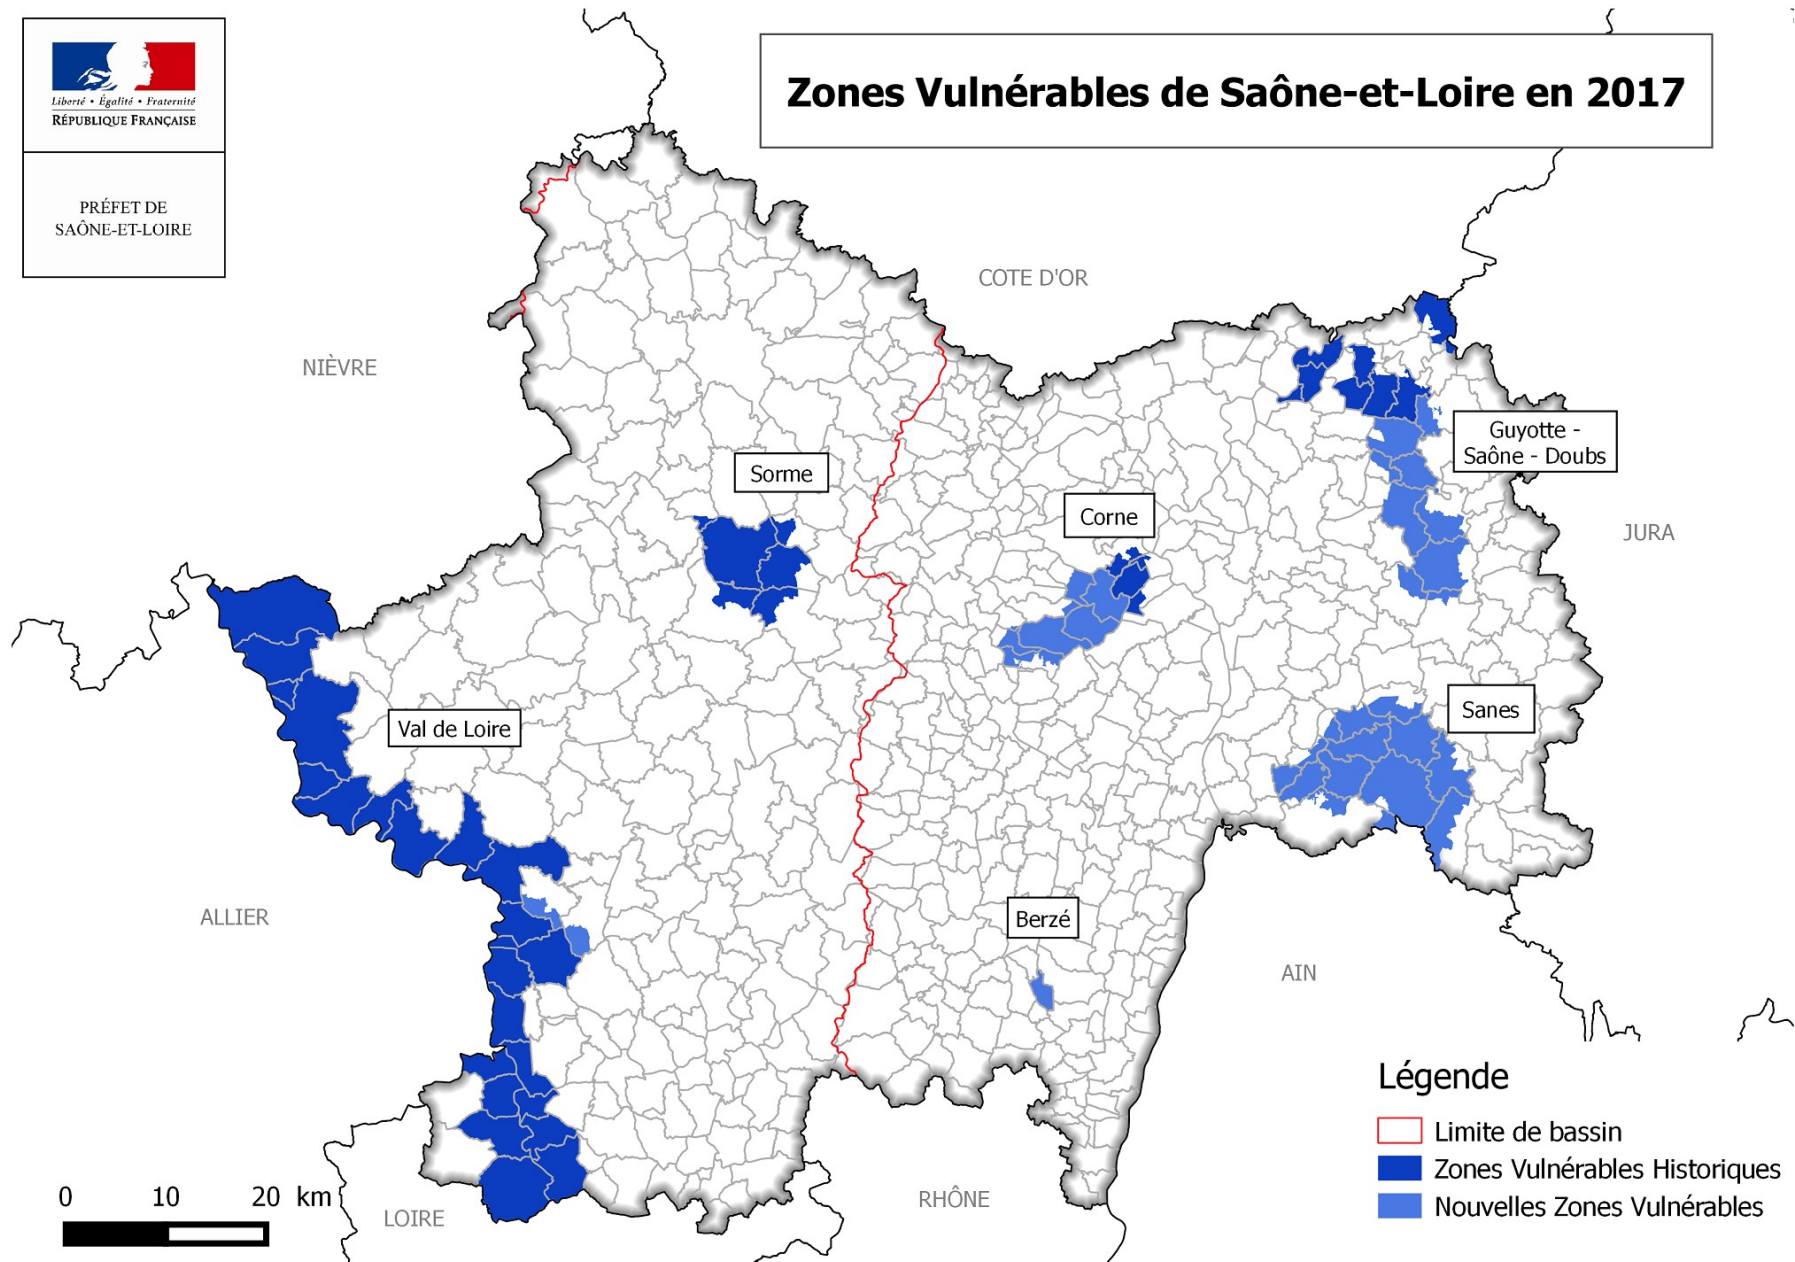 Liberté • Égalité • Fraternité
RÉPUBLIQUE FRANÇAISE
PRÉFET DE
SAÔNE-ET-LOIRE
Zones Vulnérables de Saône-et-Loire en 2017
COTE D'OR
NIÈVRE
Guyotte -
Saône - Doubs
Sorme
Corne
JURA
Sanes
Val de Loire
ALLIER
Berzé
AIN
Légende
Limite de bassin
Zones Vulnérables Historiques
Nouvelles Zones Vulnérables
RHÔNE
LOIRE
0 10 20 km